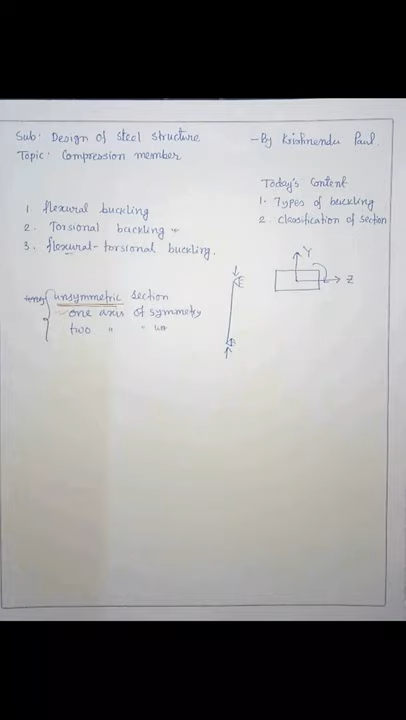 Sub: Design of steel structure
- By Krishnendu Paul.
Topic: Compression member
Today's Content
1. Types of buckling
2. Classification of section
1 flexural buckling
2. Torsional buckling
3. flexural-torsional buckling.
unsymmetric section
one axis of symmetry
two " "
Y
Z